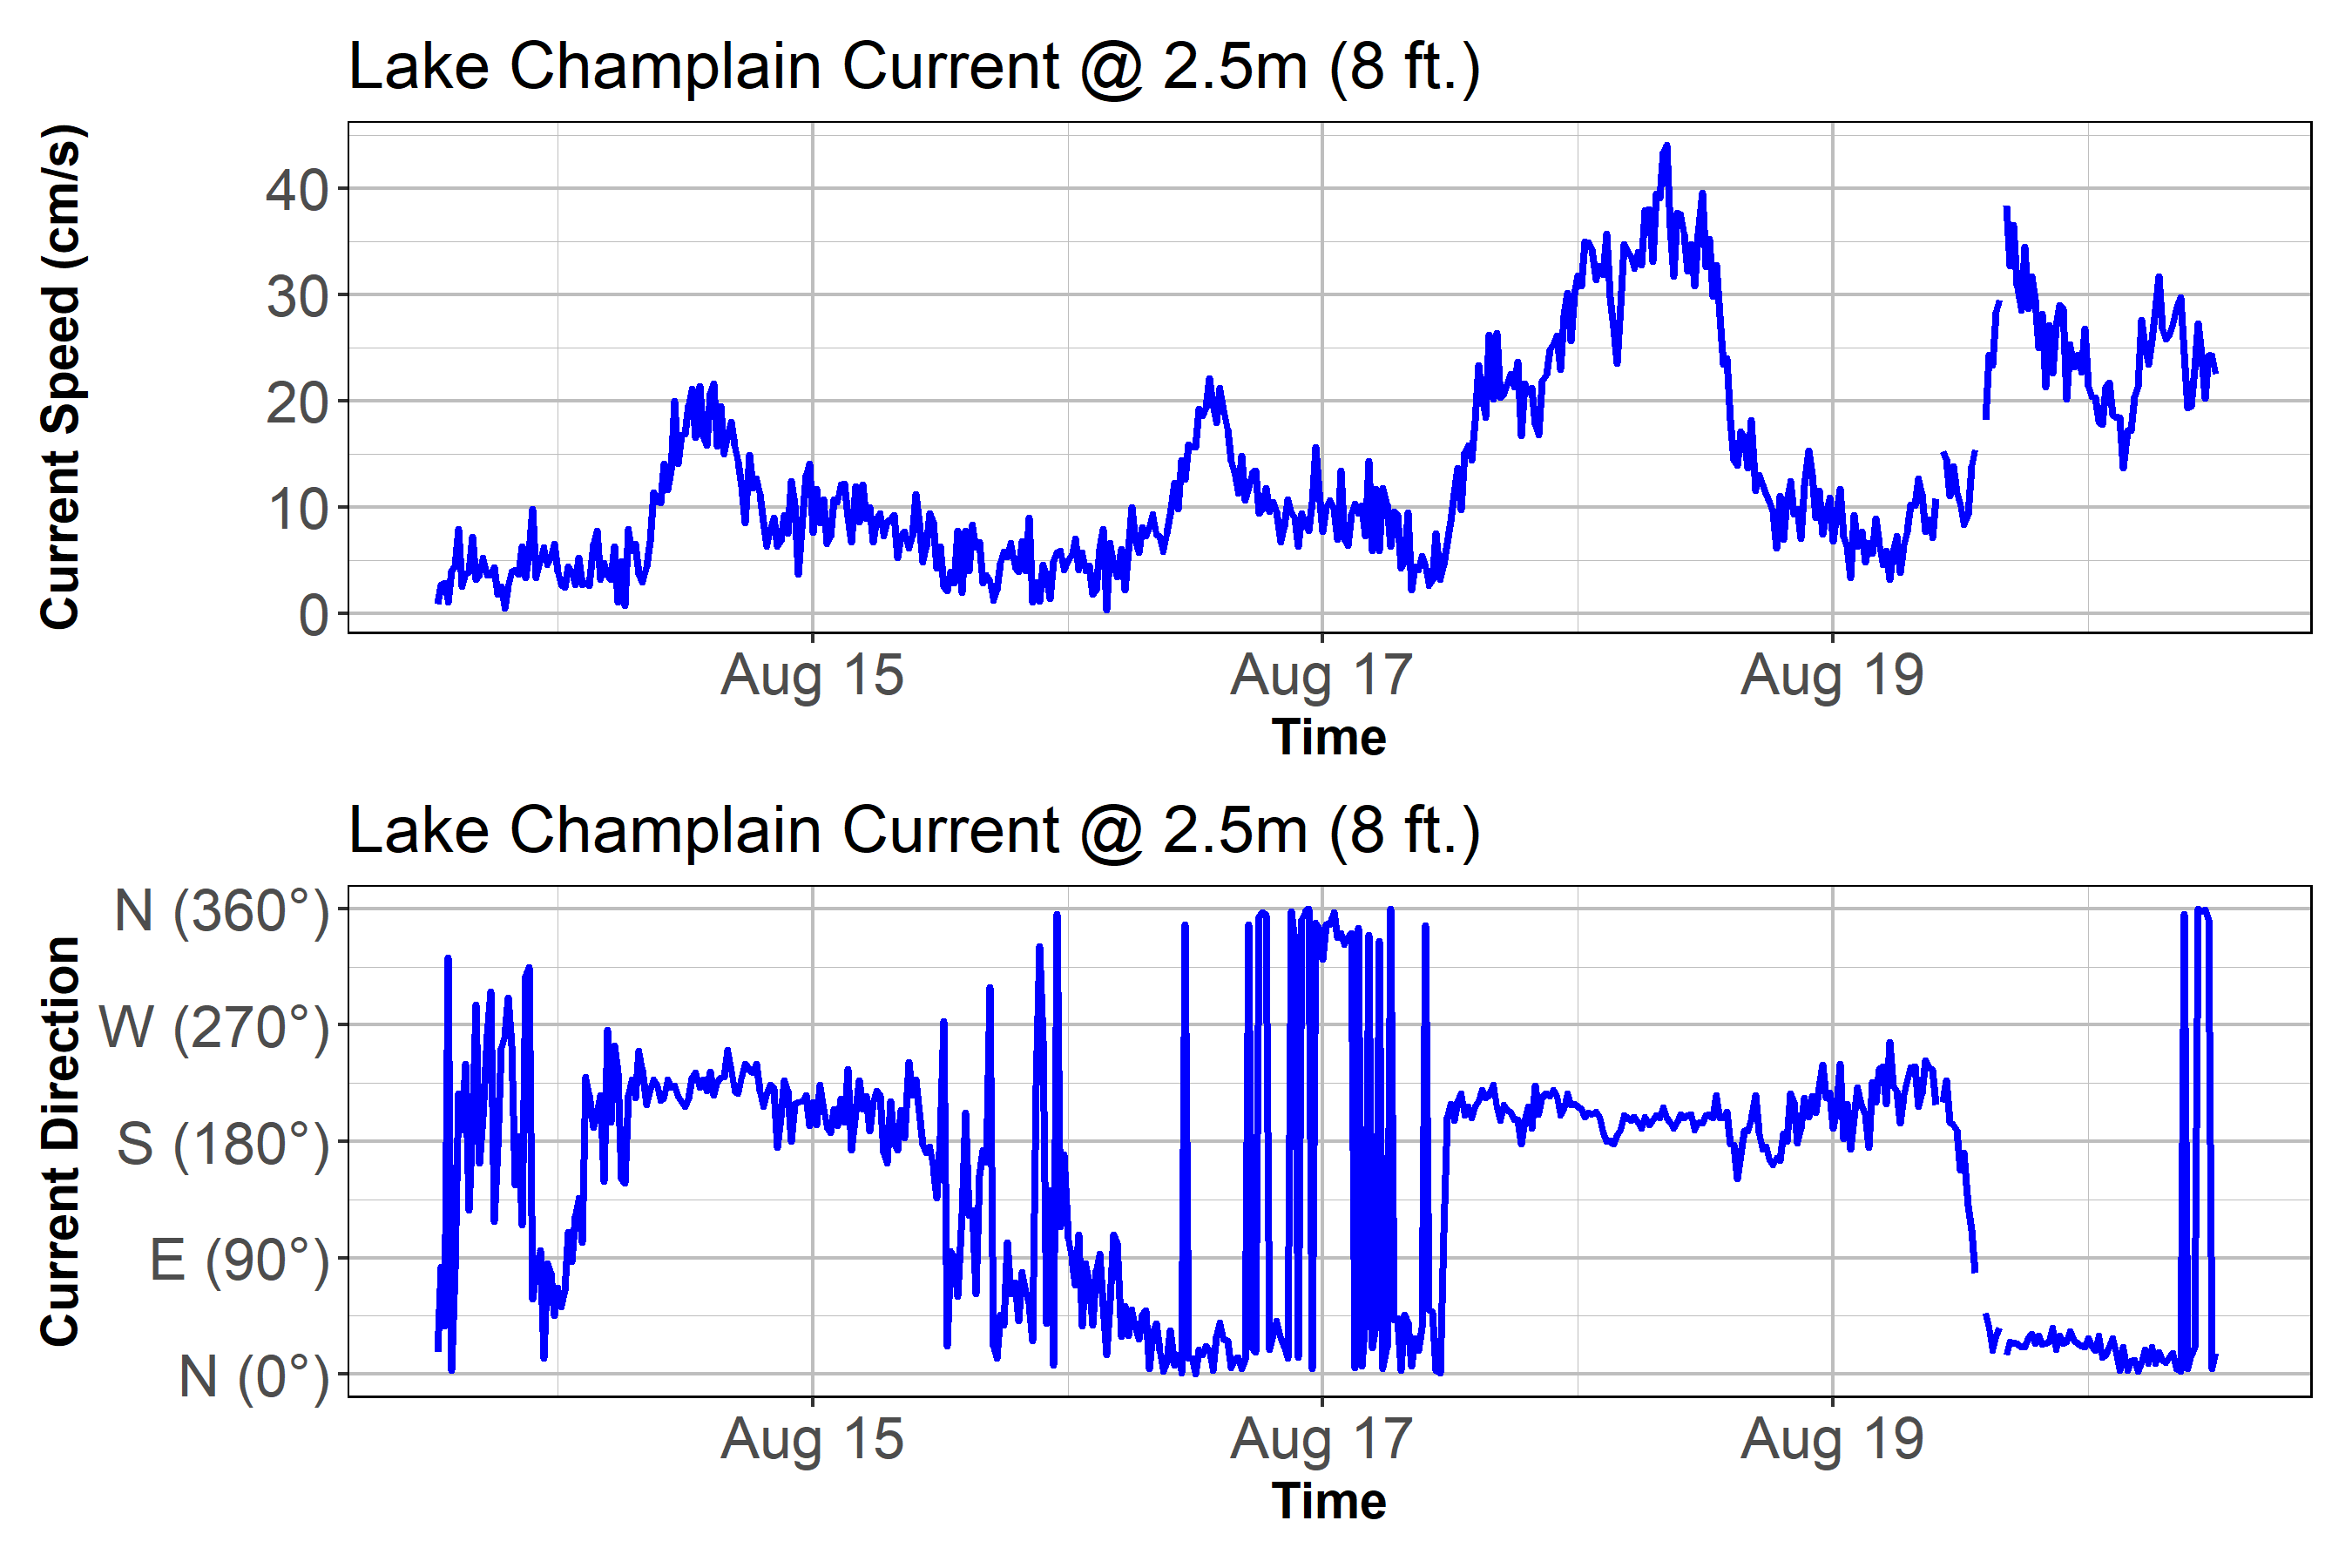 Lake Champlain Current @ 2.5m (8 ft.)
Current Speed (cm/s)
40
30
20
10
0
Aug 15
Aug 17
Aug 19
Time
Lake Champlain Current @ 2.5m (8 ft.)
Current Direction
N (360°)
W (270°)
S (180°)
E (90°)
N (0°)
Aug 15
Aug 17
Aug 19
Time